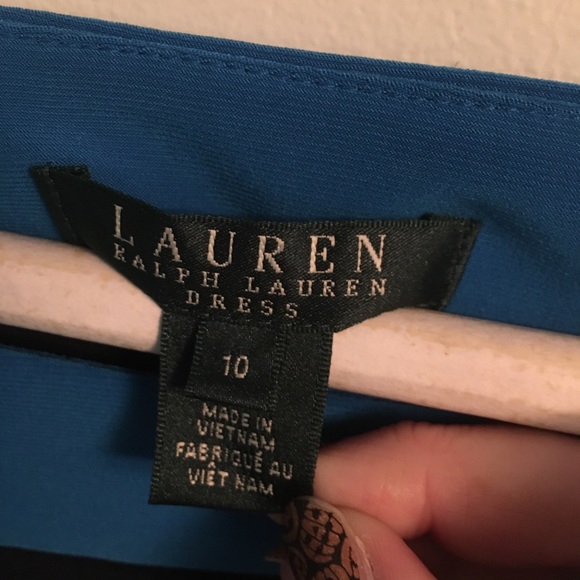 LAUREN
RALPH LAUREN
DRESS
10
MADE IN
VIETNAM
FABRIQUÉ AU
VIÊT NAM